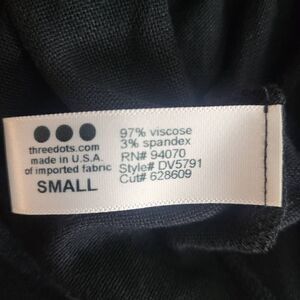 threedots.com
made in U.S.A.
of imported fabric
SMALL
97% viscose
3% spandex
RN# 94070
Style# DV5791
Cut# 628609